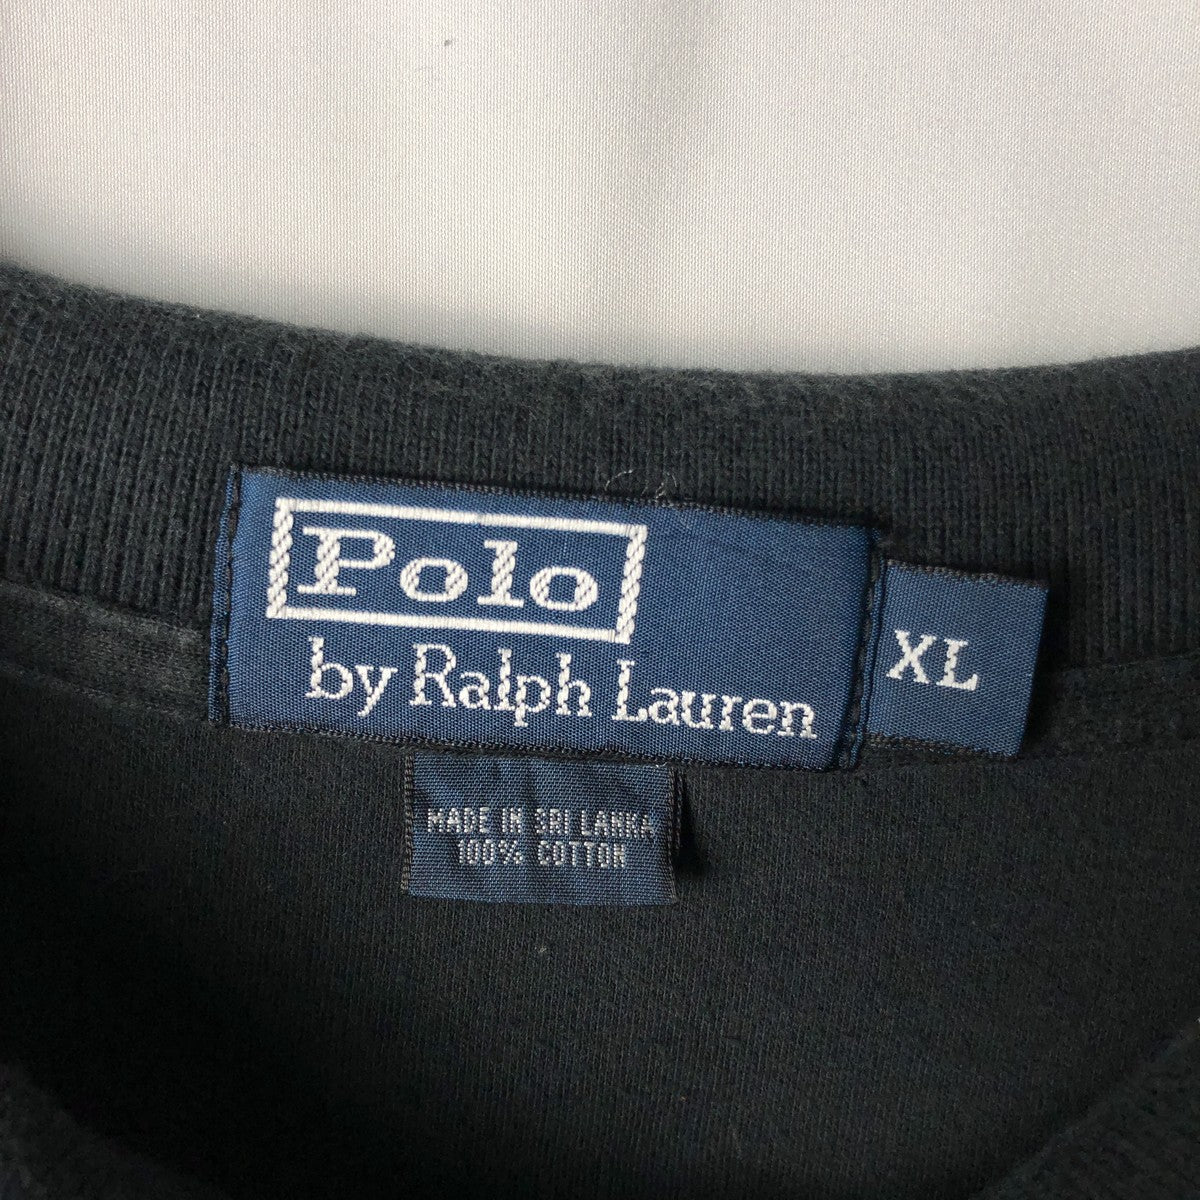 Polo
by Ralph Lauren
XL
MADE IN SRI LANKA
100% COTTON